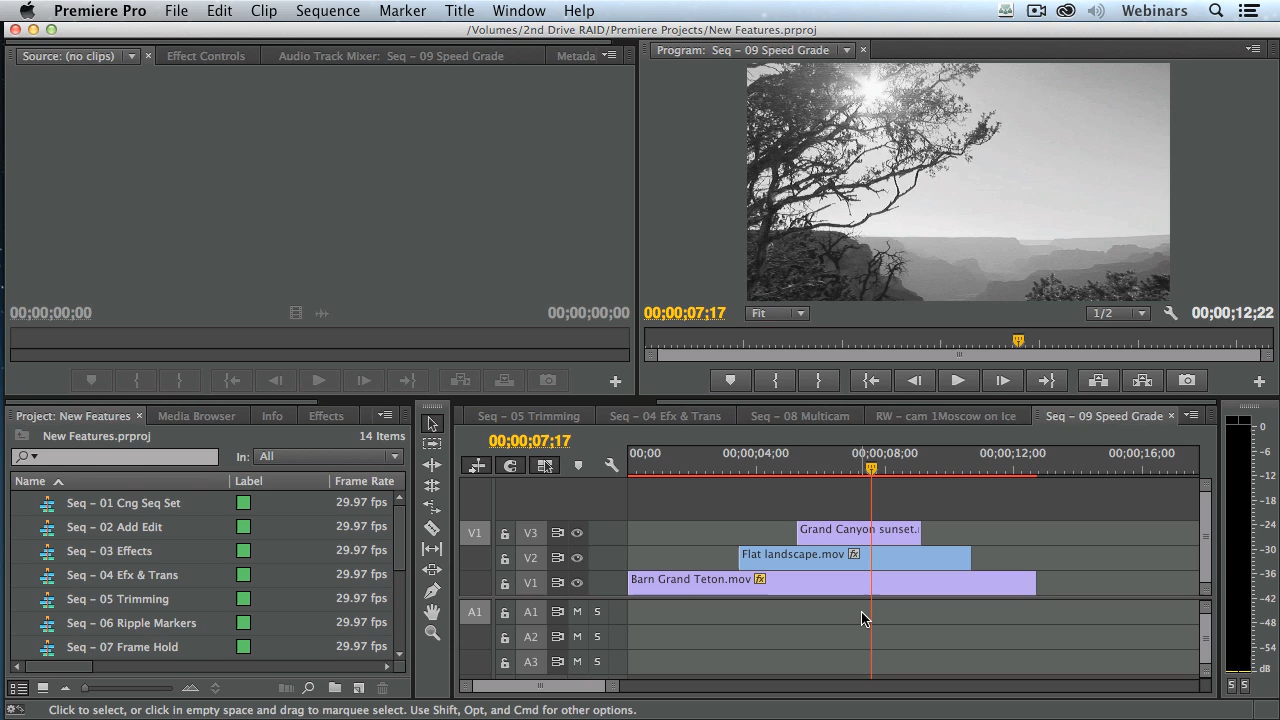 Premiere Pro File Edit Clip Sequence Marker Title Window Help Webinars
/Volumes/2nd Drive RAID/Premiere Projects/New Features.prproj
Source: (no clips) Effect Controls Audio Track Mixer: Seq - 09 Speed Grade Metada
Program: Seq - 09 Speed Grade
00;00;00;00 00;00;00;00
00;00;07;17 Fit 1/2 00;00;12;22
Project: New Features Media Browser Info Effects
New Features.prproj 14 Items
In: All
Name Label Frame Rate
Seq - 01 Cng Seq Set 29.97 fps
Seq - 02 Add Edit 29.97 fps
Seq - 03 Effects 29.97 fps
Seq - 04 Efx & Trans 29.97 fps
Seq - 05 Trimming 29.97 fps
Seq - 06 Ripple Markers 29.97 fps
Seq - 07 Frame Hold 29.97 fps
Seq - 05 Trimming Seq - 04 Efx & Trans Seq - 08 Multicam RW - cam 1Moscow on Ice Seq - 09 Speed Grade
00;00;07;17
00;00 00;00;04;00 00;00;08;00 00;00;12;00 00;00;16;00
V1 V3 Grand Canyon sunset.
V2 Flat landscape.mov fx
V1 Barn Grand Teton.mov fx
A1 A1 M S
A2 M S
A3 M S
0
-6
-12
-18
-24
-30
-36
-42
-48
-54
dB
S S
Click to select, or click in empty space and drag to marquee select. Use Shift, Opt, and Cmd for other options.